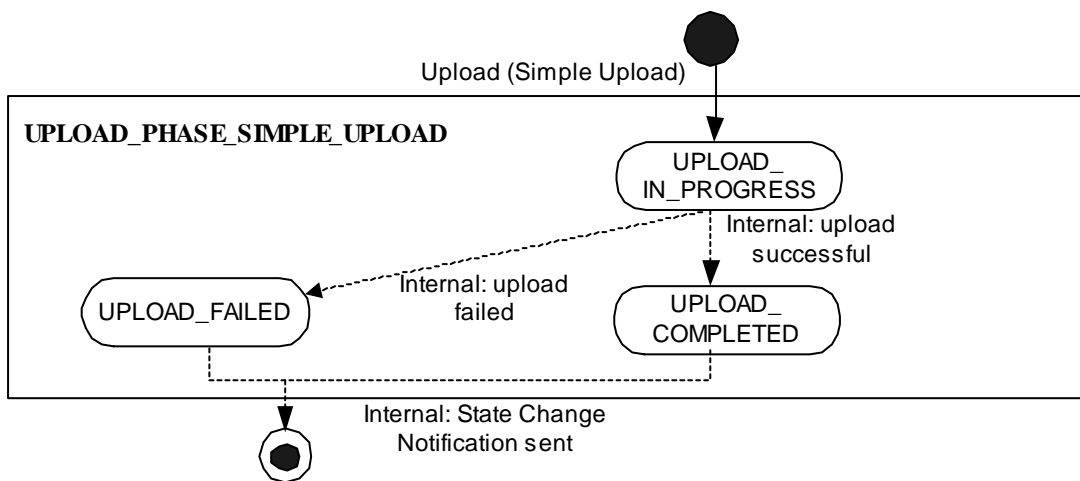 Upload (Simple Upload)
UPLOAD_PHASE_SIMPLE_UPLOAD
UPLOAD_
IN_PROGRESS
Internal: upload
successful
Internal: upload
failed
UPLOAD_FAILED
UPLOAD_
COMPLETED
Internal: State Change
Notification sent